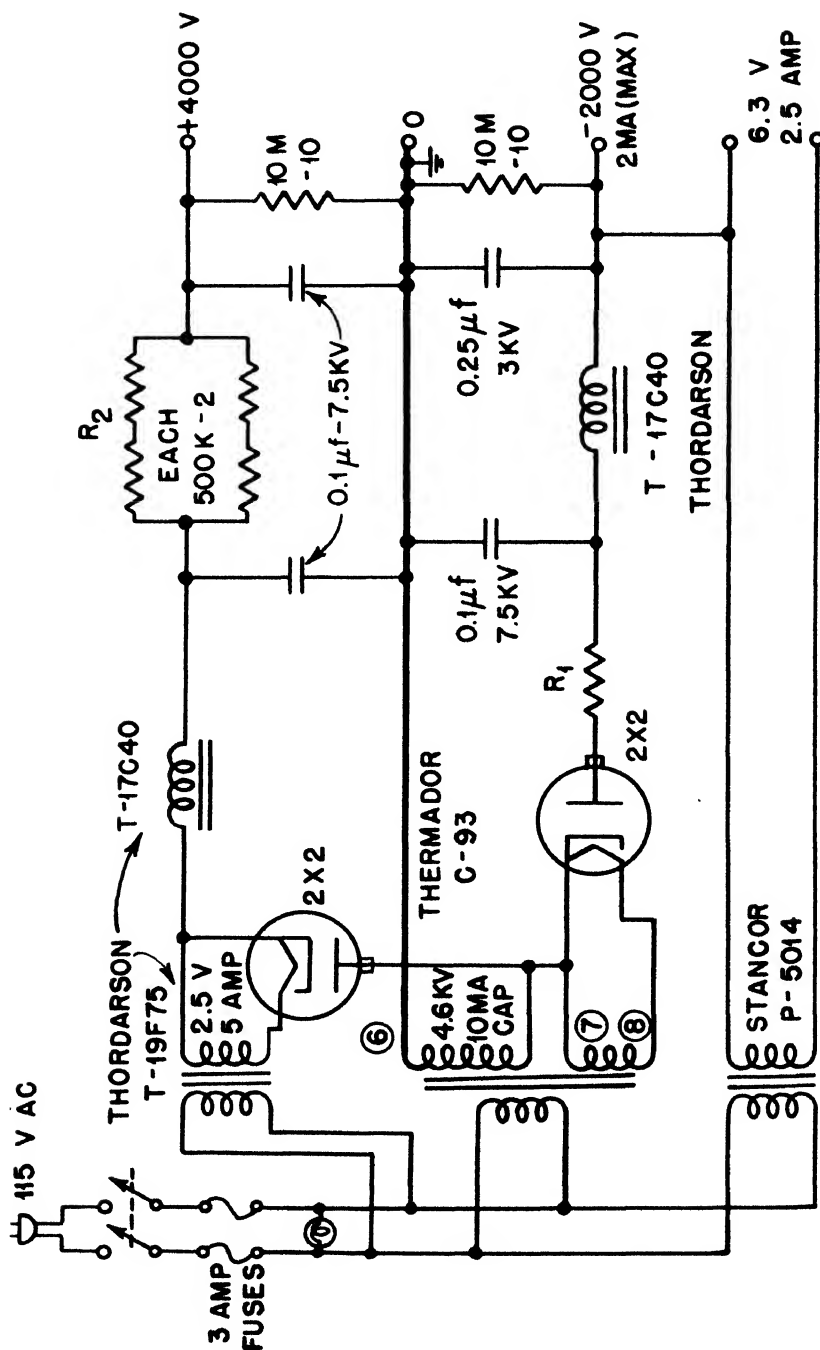 115 V AC
3 AMP
FUSES
THORDARSON
T-19F75
T-17C40
2.5 V
5 AMP
2X2
R2
EACH
500K-2
0.1μf-7.5KV
+4000 V
10M
-10
0
⑥
4.6KV
10MA
CAP
THERMADOR
C-93
⑦
⑧
2X2
R1
0.1μf
7.5KV
0.25μf
3KV
10M
-10
T-17C40
THORDARSON
-2000 V
2MA(MAX)
STANCOR
P-5014
6.3 V
2.5 AMP